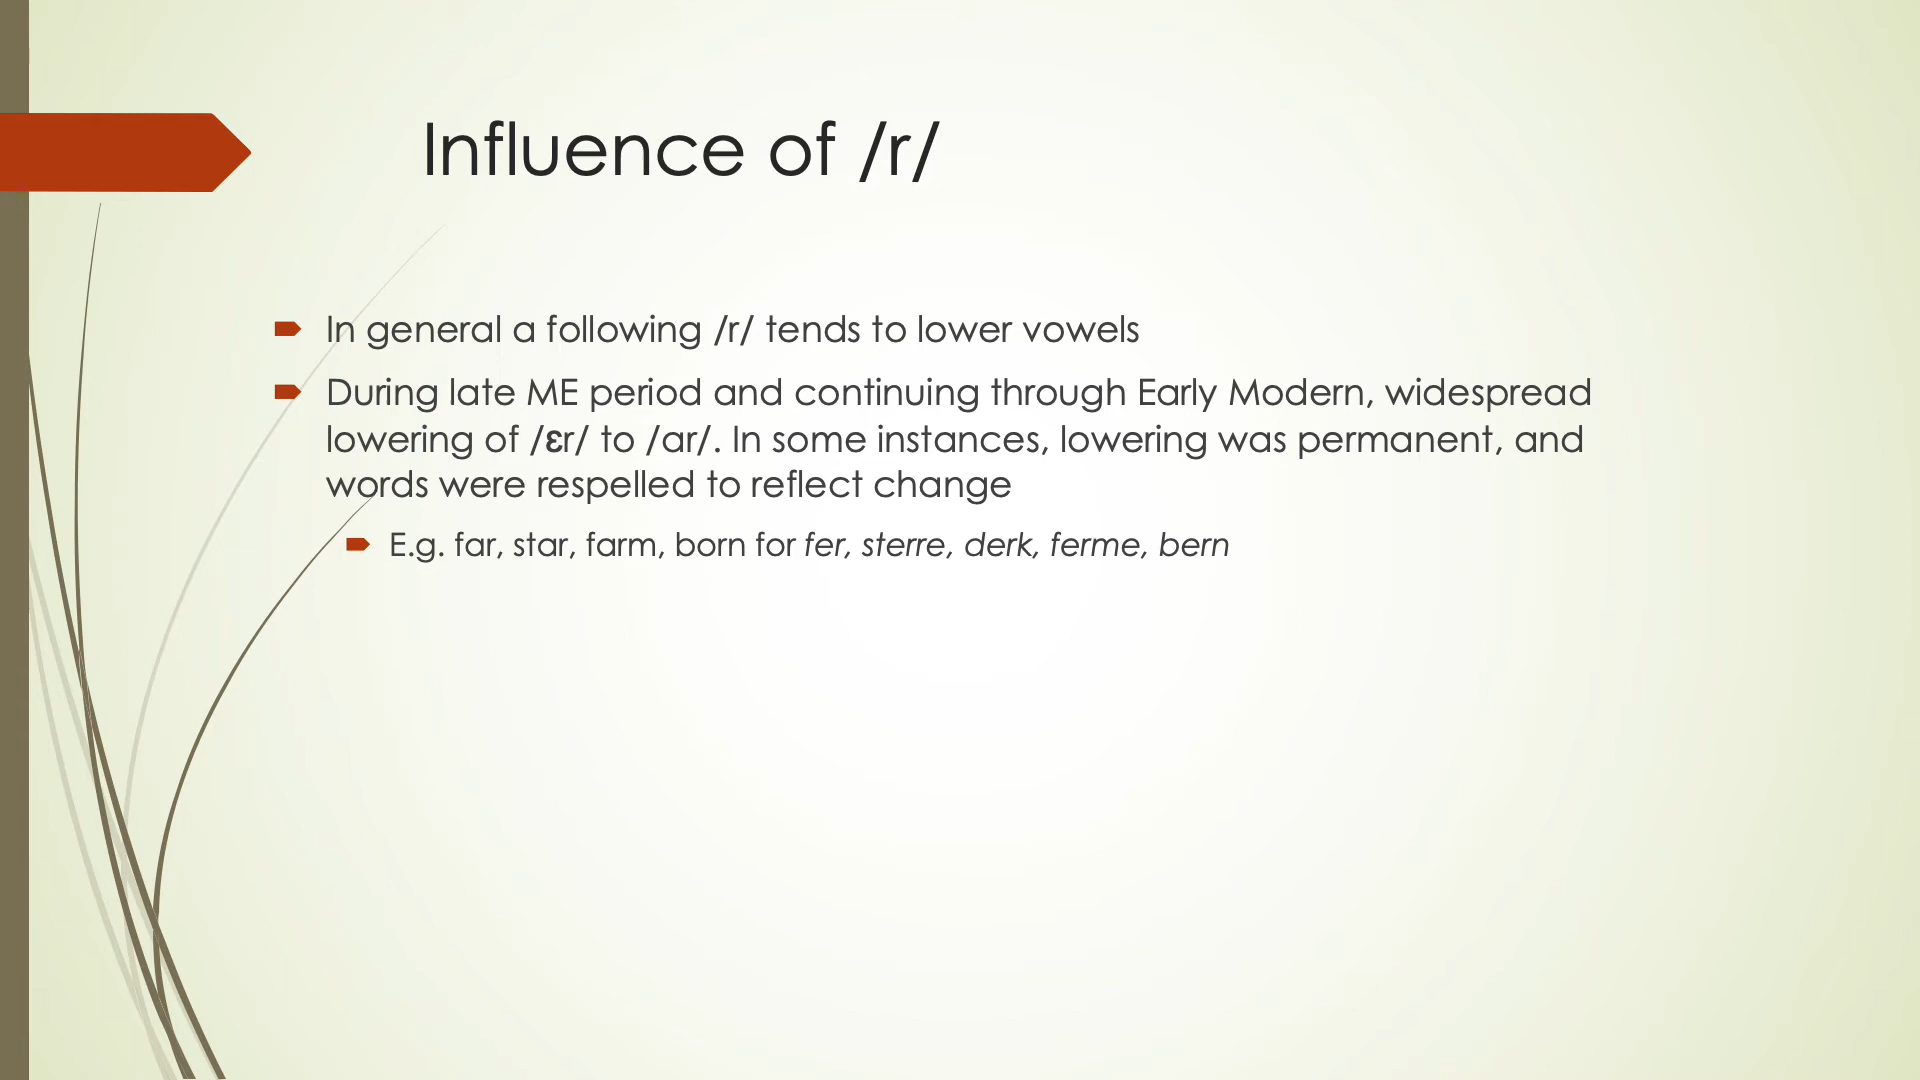 Influence of /r/
In general a following /r/ tends to lower vowels
During late ME period and continuing through Early Modern, widespread
lowering of /ɛr/ to /ar/. In some instances, lowering was permanent, and
words were respelled to reflect change
E.g. far, star, farm, born for fer, sterre, derk, ferme, bern